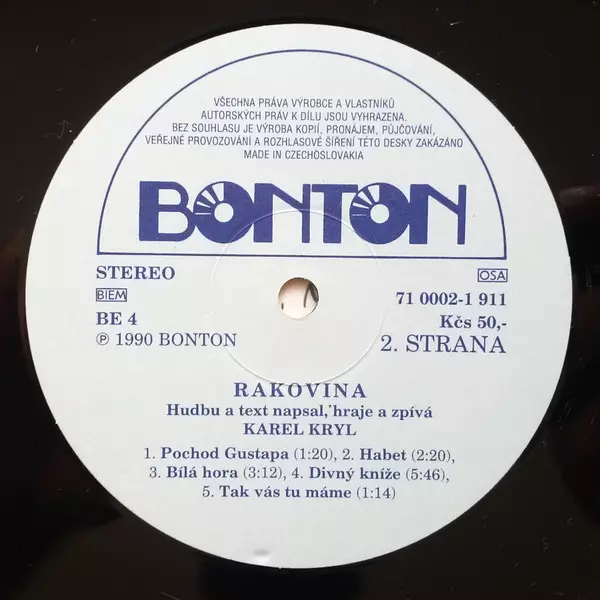 VŠECHNA PRÁVA VÝROBCE A VLASTNÍKŮ
AUTORSKÝCH PRÁV K DÍLU JSOU VYHRAZENA.
BEZ SOUHLASU JE VÝROBA KOPIÍ, PRONÁJEM, PŮJČOVÁNÍ,
VEŘEJNÉ PROVOZOVÁNÍ A ROZHLASOVÉ ŠÍŘENÍ TÉTO DESKY ZAKÁZÁNO
MADE IN CZECHOSLOVAKIA
BONTON
STEREO
OSA
BIEM
71 0002-1 911
BE 4
Kčs 50,-
℗ 1990 BONTON
2. STRANA
RAKOVINA
Hudbu a text napsal, hraje a zpívá
KAREL KRYL
1. Pochod Gustapa (1:20), 2. Habet (2:20),
3. Bílá hora (3:12), 4. Divný kníže (5:46),
5. Tak vás tu máme (1:14)